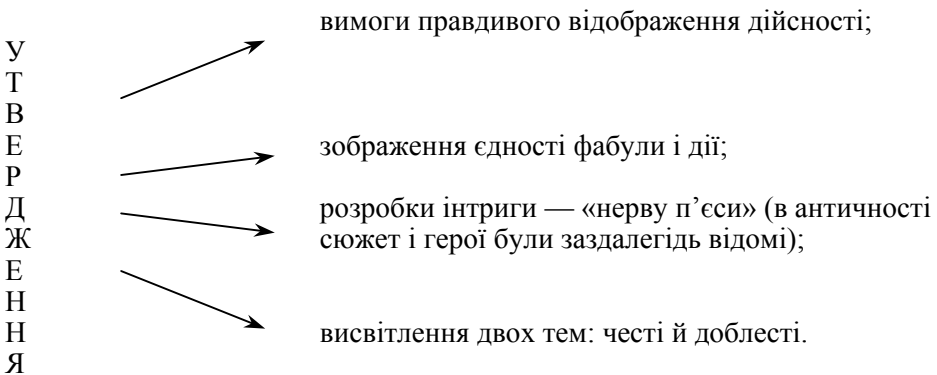 У
Т
В
Е
Р
Д
Ж
Е
Н
Н
Я
вимоги правдивого відображення дійсності;
зображення єдності фабули і дії;
розробки інтриги — «нерву п’єси» (в античності
сюжет і герої були заздалегідь відомі);
висвітлення двох тем: честі й доблесті.